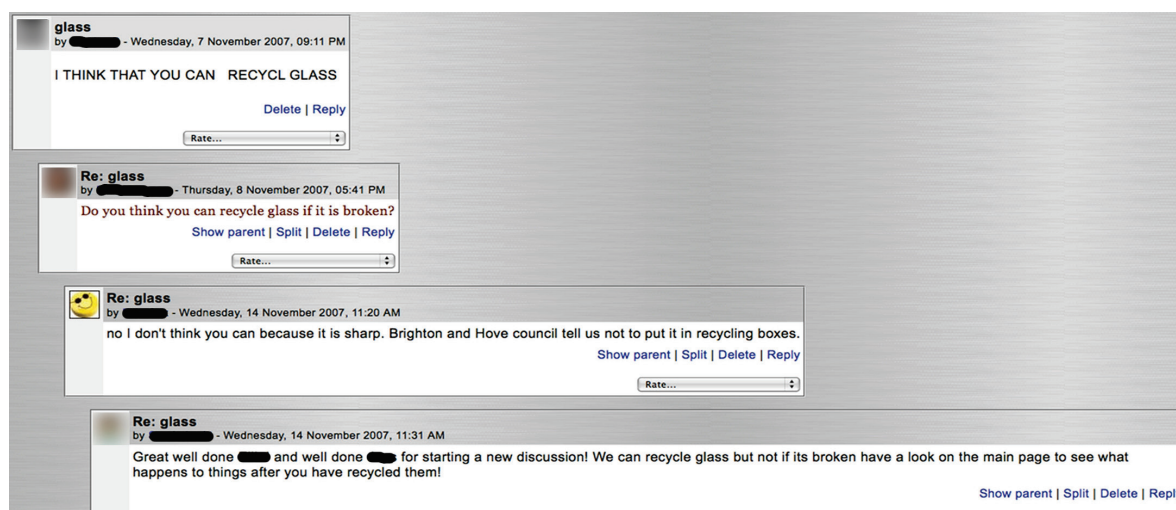 glass
by - Wednesday, 7 November 2007, 09:11 PM
I THINK THAT YOU CAN RECYCL GLASS
Delete | Reply
Rate...
Re: glass
by - Thursday, 8 November 2007, 05:41 PM
Do you think you can recycle glass if it is broken?
Show parent | Split | Delete | Reply
Rate...
Re: glass
by - Wednesday, 14 November 2007, 11:20 AM
no I don't think you can because it is sharp. Brighton and Hove council tell us not to put it in recycling boxes.
Show parent | Split | Delete | Reply
Rate...
Re: glass
by - Wednesday, 14 November 2007, 11:31 AM
Great well done and well done for starting a new discussion! We can recycle glass but not if its broken have a look on the main page to see what
happens to things after you have recycled them!
Show parent | Split | Delete | Repl